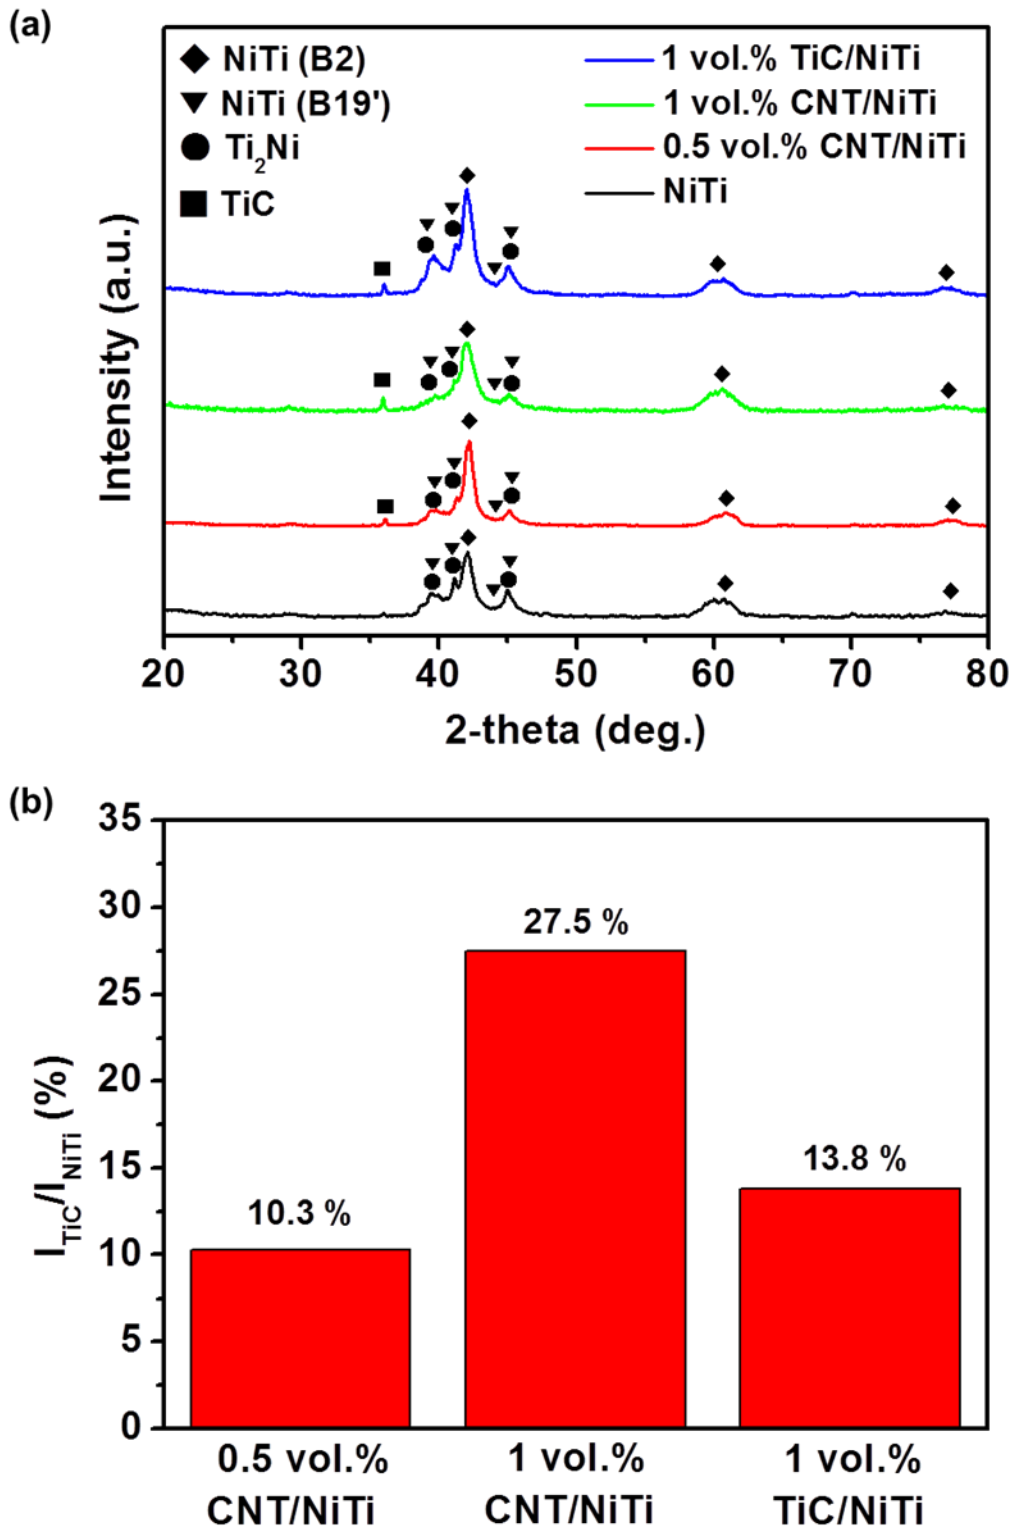 (a)
NiTi (B2)
NiTi (B19')
Ti2Ni
TiC
1 vol.% TiC/NiTi
1 vol.% CNT/NiTi
0.5 vol.% CNT/NiTi
NiTi
Intensity (a.u.)
20 30 40 50 60 70 80
2-theta (deg.)
(b)
35
30
25
20
15
10
5
0
ITiC/INiTi (%)
10.3 %
27.5 %
13.8 %
0.5 vol.% CNT/NiTi
1 vol.% CNT/NiTi
1 vol.% TiC/NiTi